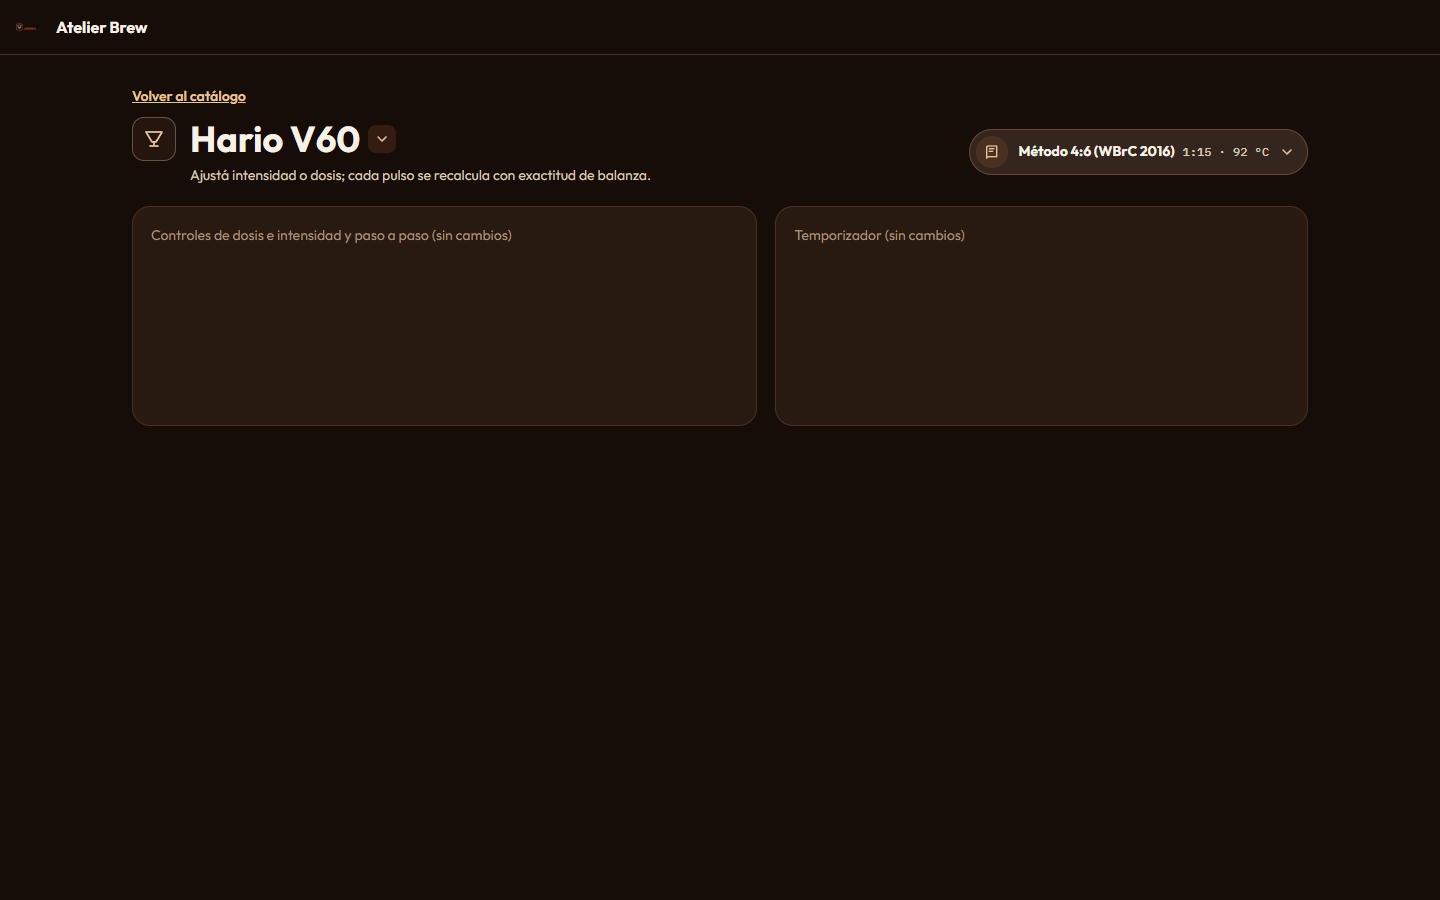 Atelier Brew
Volver al catálogo
Hario V60
Ajustá intensidad o dosis; cada pulso se recalcula con exactitud de balanza.
Método 4:6 (WBrC 2016) 1:15 · 92 °C
Controles de dosis e intensidad y paso a paso (sin cambios)
Temporizador (sin cambios)